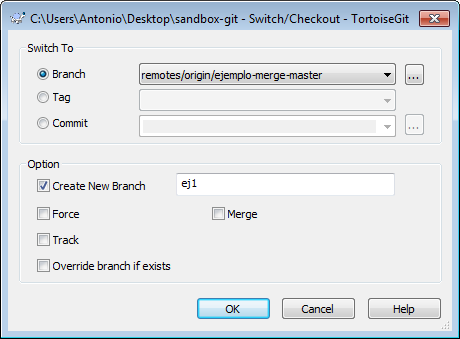 C:\Users\Antonio\Desktop\sandbox-git - Switch/Checkout - TortoiseGit
Switch To
Branch remotes/origin/ejemplo-merge-master ...
Tag
Commit ...
Option
Create New Branch ej1
Force Merge
Track
Override branch if exists
OK Cancel Help